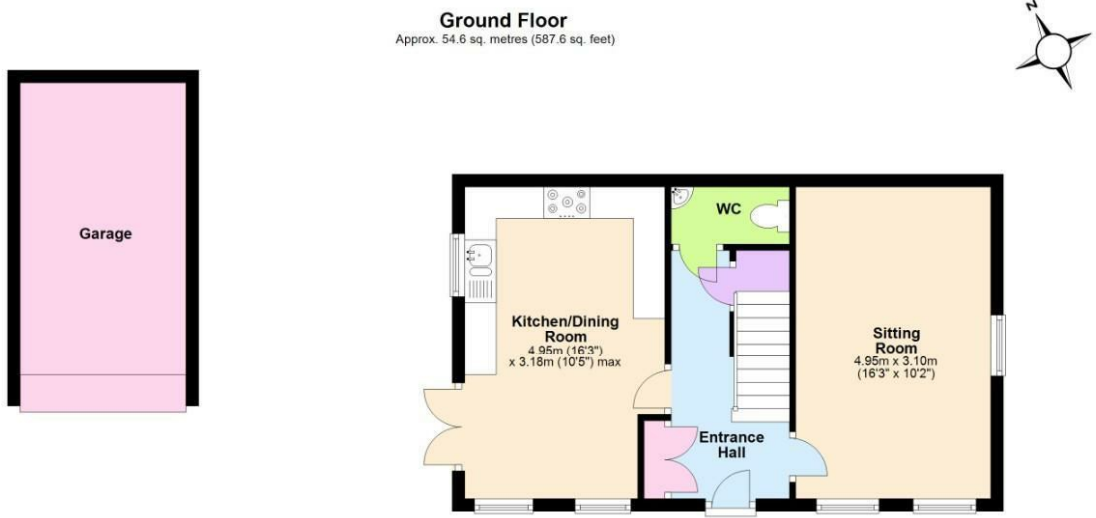 Ground Floor
Approx. 54.6 sq. metres (587.6 sq. feet)
N
Garage
WC
Kitchen/Dining
Room
4.95m (16'3")
x 3.18m (10'5") max
Sitting
Room
4.95m x 3.10m
(16'3" x 10'2")
Entrance
Hall